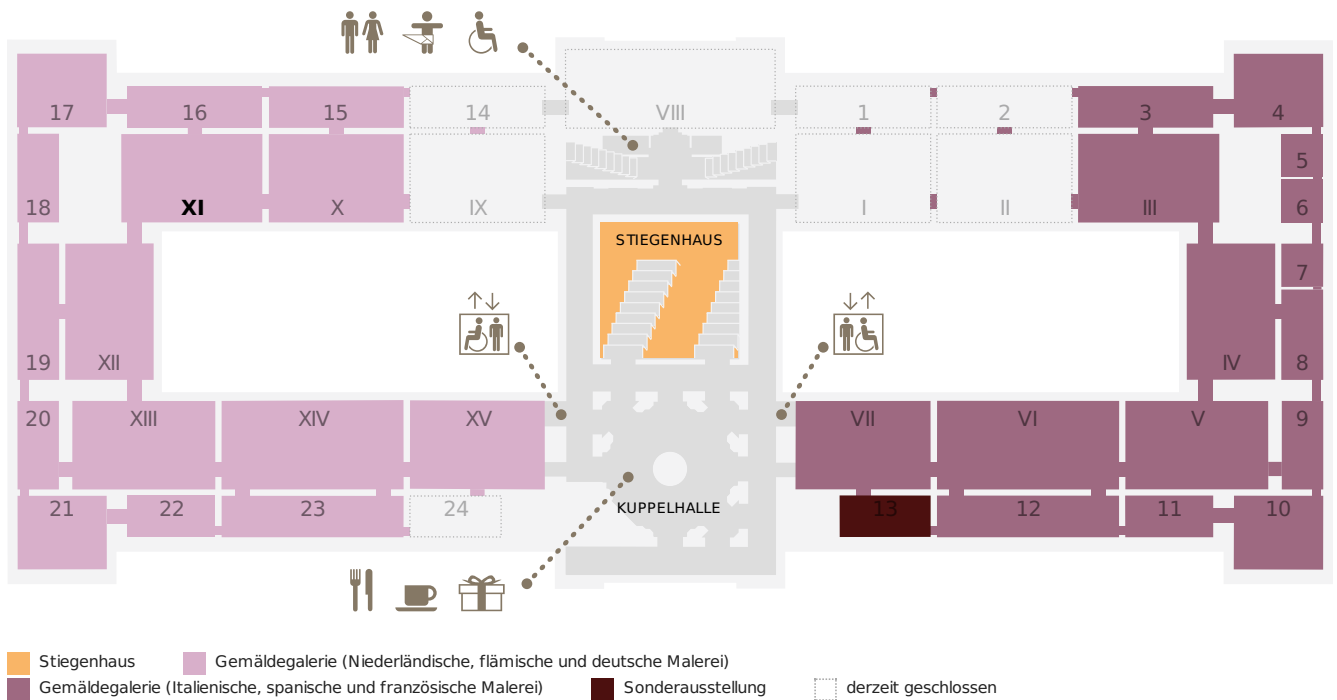 17 16 15 14 VIII 1 2 3 4
5
18 XI X IX I II III 6
STIEGENHAUS
7
19 XII IV 8
20 XIII XIV XV VII VI V 9
21 22 23 24 KUPPELHALLE 13 12 11 10
Stiegenhaus Gemäldegalerie (Niederländische, flämische und deutsche Malerei)
Gemäldegalerie (Italienische, spanische und französische Malerei) Sonderausstellung derzeit geschlossen